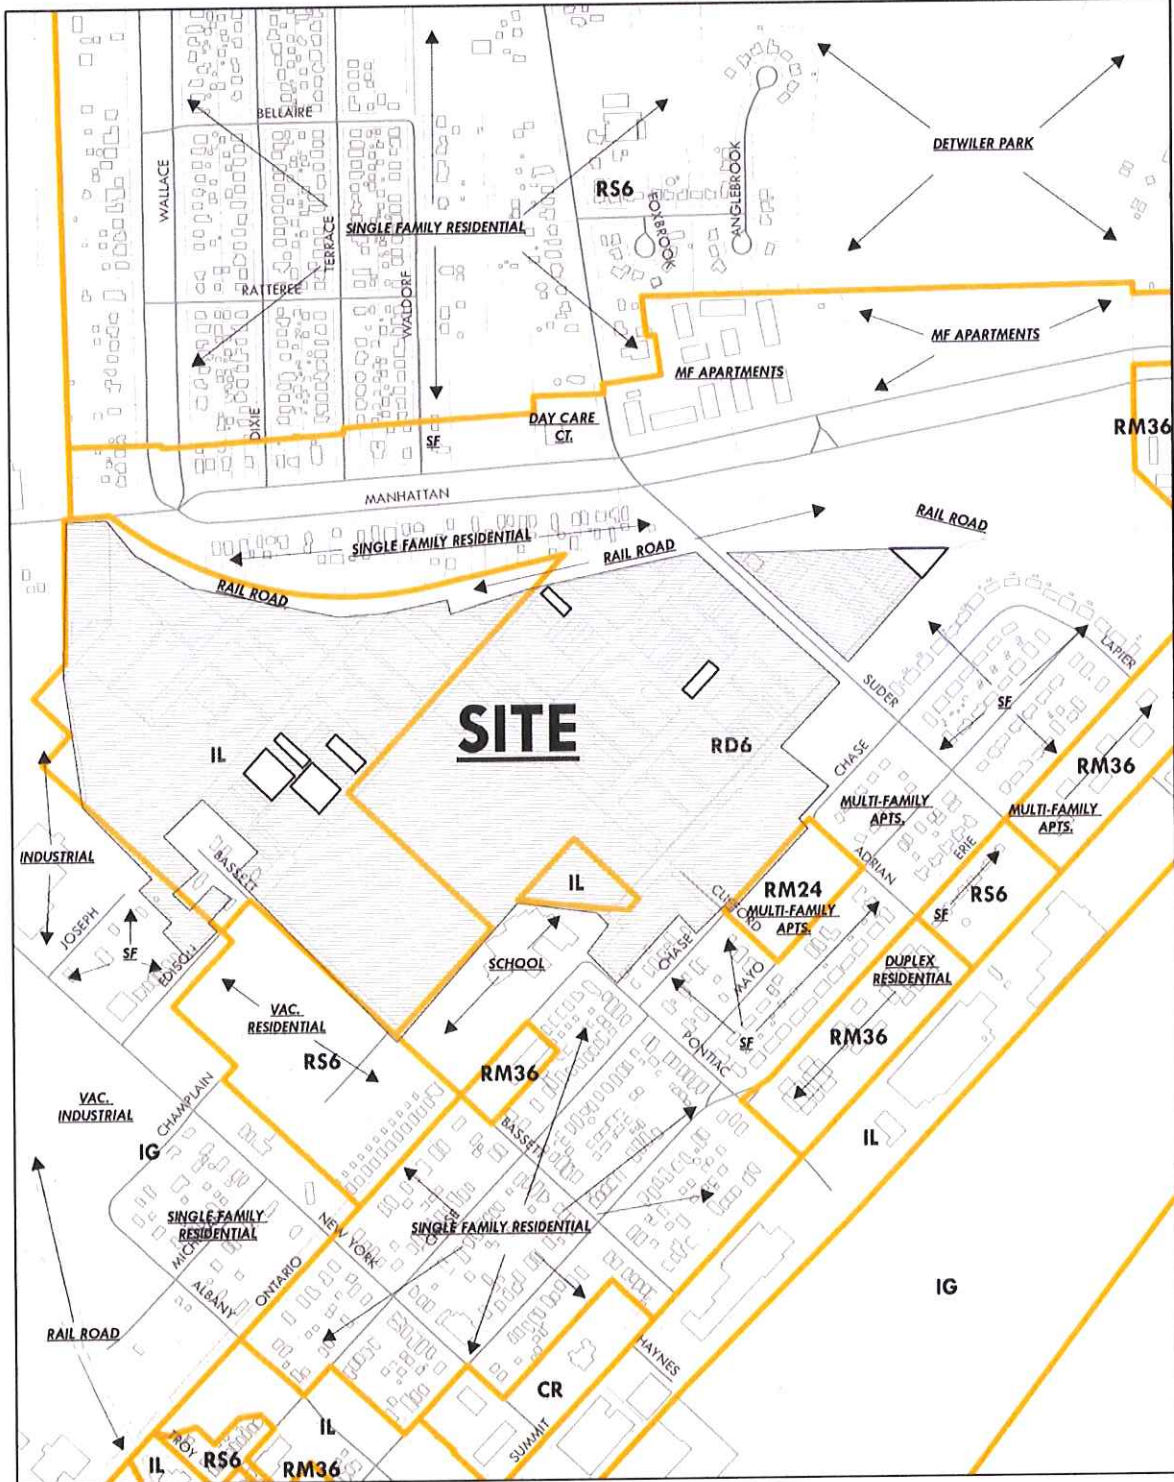 BELLAIRE
WALLACE
DETWILER PARK
ANGLEBROOK
RS6
FOXBROOK
TERRACE
SINGLE FAMILY RESIDENTIAL
RATTEREE
WALDORF
MF APARTMENTS
MF APARTMENTS
DIXIE
DAY CARE
CT.
SF
RM36
MANHATTAN
RAIL ROAD
SINGLE FAMILY RESIDENTIAL
RAIL ROAD
RAIL ROAD
LAPIER
SUDER
SF
SITE
IL
RD6
CHASE
RM36
MULTI-FAMILY
APTS.
MULTI-FAMILY
APTS.
INDUSTRIAL
BASSETT
ERIE
ADRIAN
IL
RM24
MULTI-FAMILY
APTS.
RS6
CLIFFORD
SF
JOSEPH
SF
EDISON
CHASE
SCHOOL
MAYO
DUPLEX
RESIDENTIAL
VAC.
RESIDENTIAL
SF
RM36
PONTIAC
RS6
RM36
VAC.
INDUSTRIAL
CHAMPLAIN
BASSETT
IL
IG
SINGLE FAMILY
RESIDENTIAL
NEW YORK
CHASE
SINGLE FAMILY RESIDENTIAL
ALBANY
ONTARIO
IG
RAIL ROAD
HAYNES
CR
IL
SUMMIT
TROY
IL
RS6
RM36